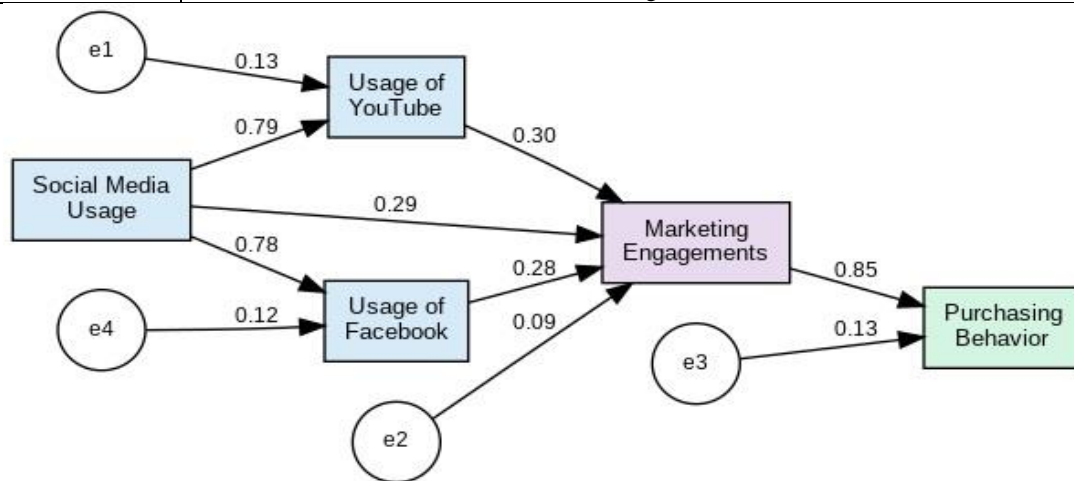 e1
0.13
Usage of
YouTube
0.79
0.30
Social Media
Usage
0.29
Marketing
Engagements
0.78
0.28
0.85
Usage of
Facebook
e4
0.12
0.09
Purchasing
Behavior
0.13
e3
e2